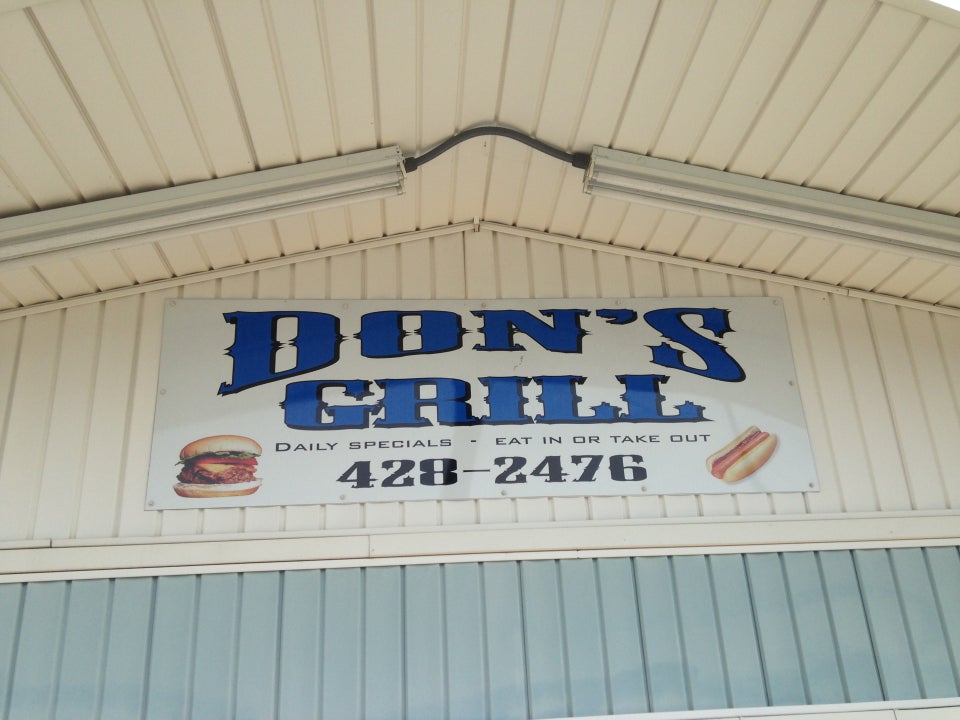 DON'S
GRILL
DAILY SPECIALS - EAT IN OR TAKE OUT
428-2476